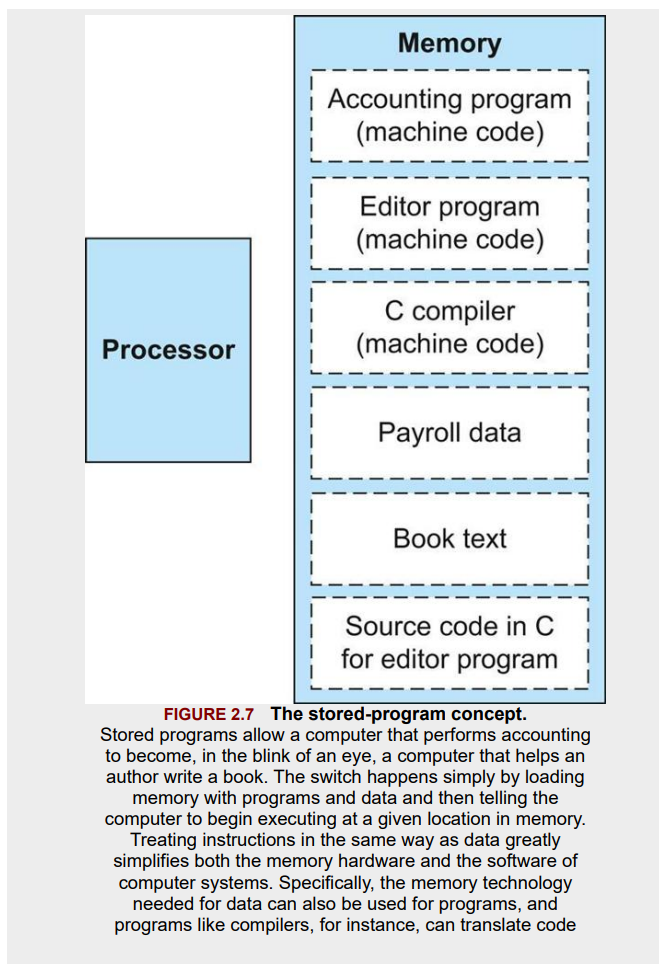 Memory
Accounting program
(machine code)
Editor program
(machine code)
C compiler
(machine code)
Processor
Payroll data
Book text
Source code in C
for editor program
FIGURE 2.7 The stored-program concept.
Stored programs allow a computer that performs accounting
to become, in the blink of an eye, a computer that helps an
author write a book. The switch happens simply by loading
memory with programs and data and then telling the
computer to begin executing at a given location in memory.
Treating instructions in the same way as data greatly
simplifies both the memory hardware and the software of
computer systems. Specifically, the memory technology
needed for data can also be used for programs, and
programs like compilers, for instance, can translate code